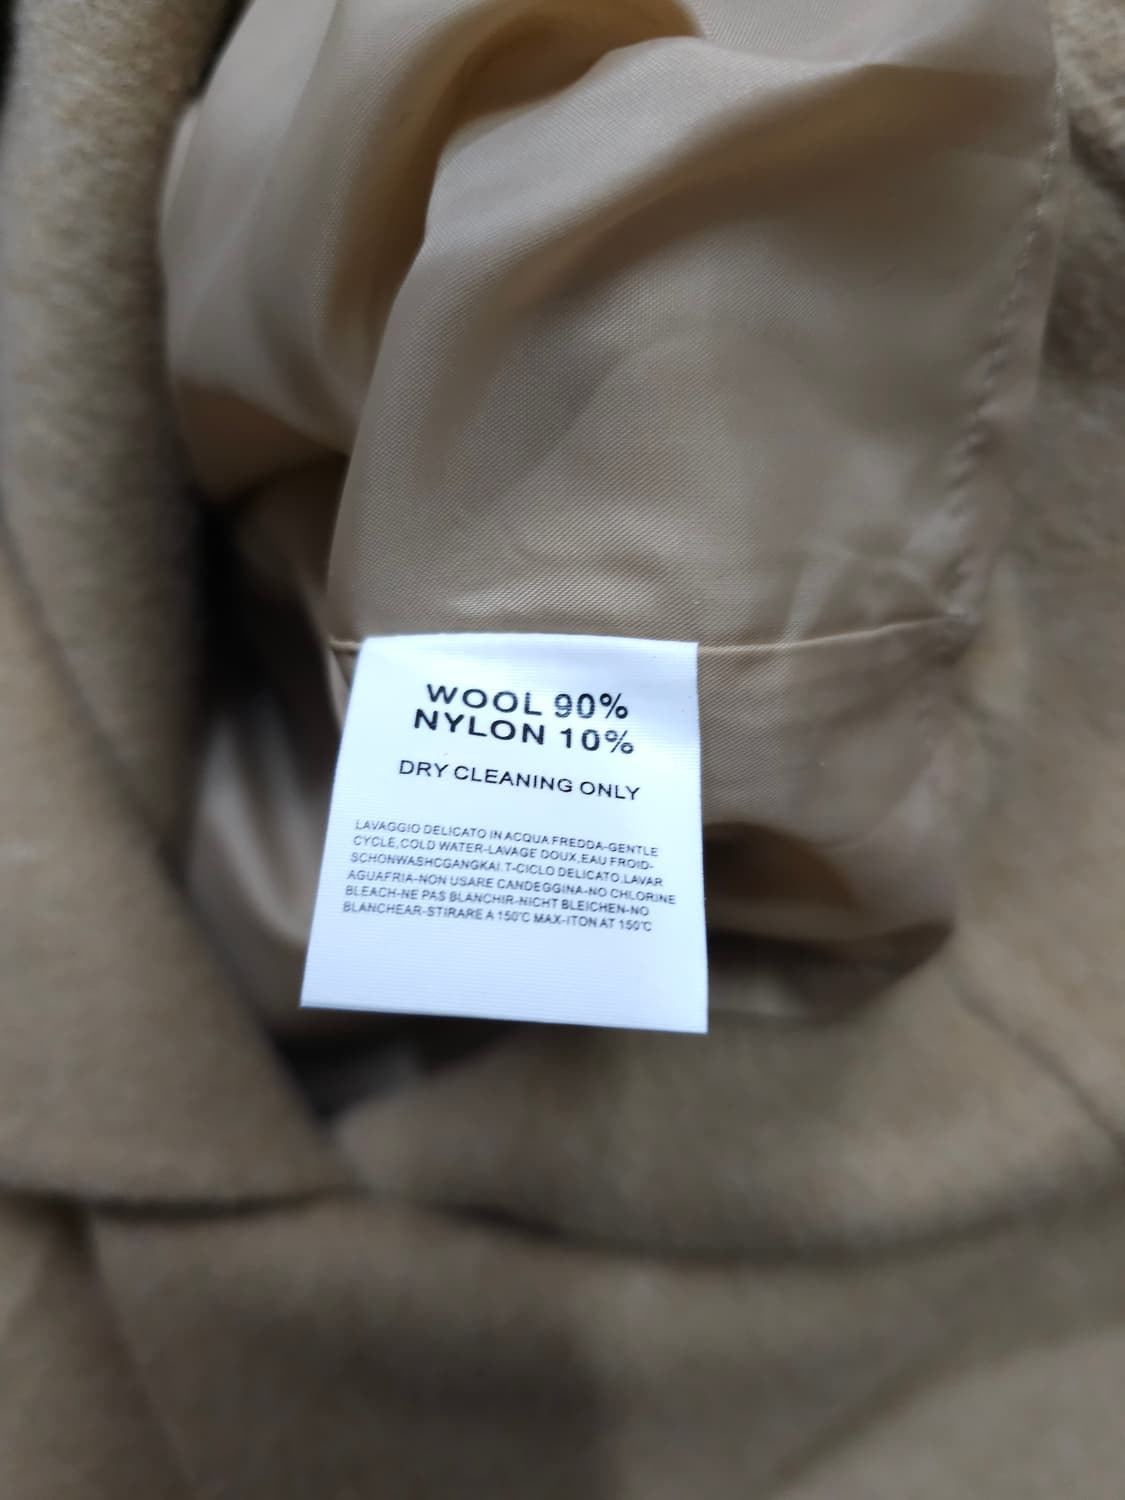 WOOL 90%
NYLON 10%
DRY CLEANING ONLY
LAVAGGIO DELICATO IN ACQUA FREDDA-GENTLE
CYCLE,COLD WATER-LAVAGE DOUX,EAU FROID-
SCHONWASHCGANGKAI.T-CICLO DELICATO,LAVAR
AGUAFRIA-NON USARE CANDEGGINA-NO CHLORINE
BLEACH-NE PAS BLANCHIR-NICHT BLEICHEN-NO
BLANCHEAR-STIRARE A 150℃ MAX-ITON AT 150℃